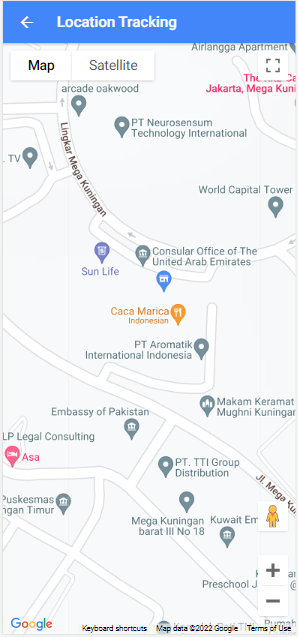 Location Tracking
Airlangga Apartment
Map
Satellite
The Ritz-Ca
Jakarta, Mega Kuni
arcade oakwood
PT Neurosensum
Technology International
Lingkar Mega Kuningan
. TV
World Capital Tower
Consular Office of The
United Arab Emirates
Sun Life
Caca Marica
Indonesian
PT Aromatik
International Indonesia
Makam Keramat
Mughni Kuningan
Embassy of Pakistan
LP Legal Consulting
Asa
PT. TTI Group
Distribution
Jl. Mega Kun
Puskesmas
ngan Timur
Mega Kuningan
barat III No 18
Kuwait Em
Preschool J
Google
Keyboard shortcuts
Map data ©2022 Google
Terms of Use